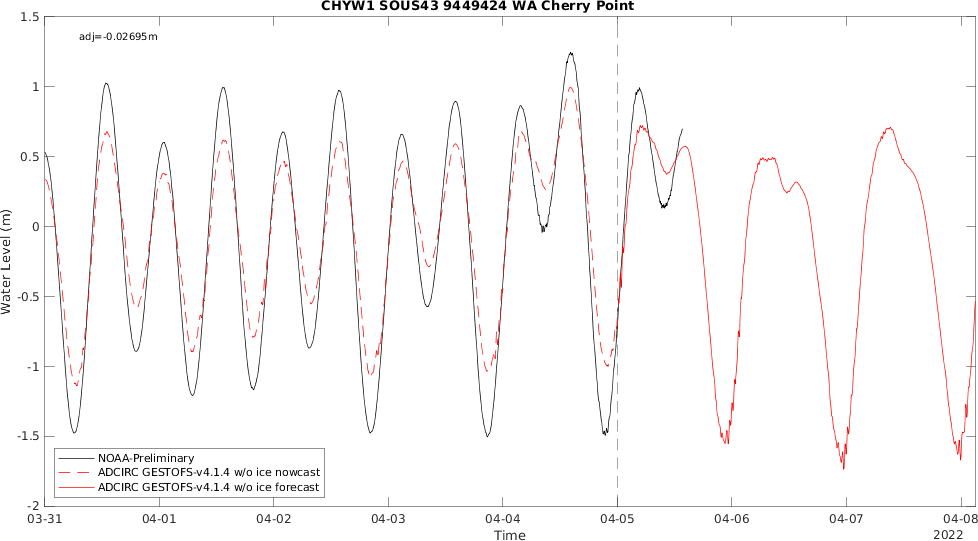 CHYW1 SOUS43 9449424 WA Cherry Point
adj=-0.02695m
1.5
1
0.5
0
-0.5
-1
-1.5
-2
Water Level (m)
NOAA-Preliminary
ADCIRC GESTOFS-v4.1.4 w/o ice nowcast
ADCIRC GESTOFS-v4.1.4 w/o ice forecast
03-31 04-01 04-02 04-03 04-04 04-05 04-06 04-07 04-08
Time
2022